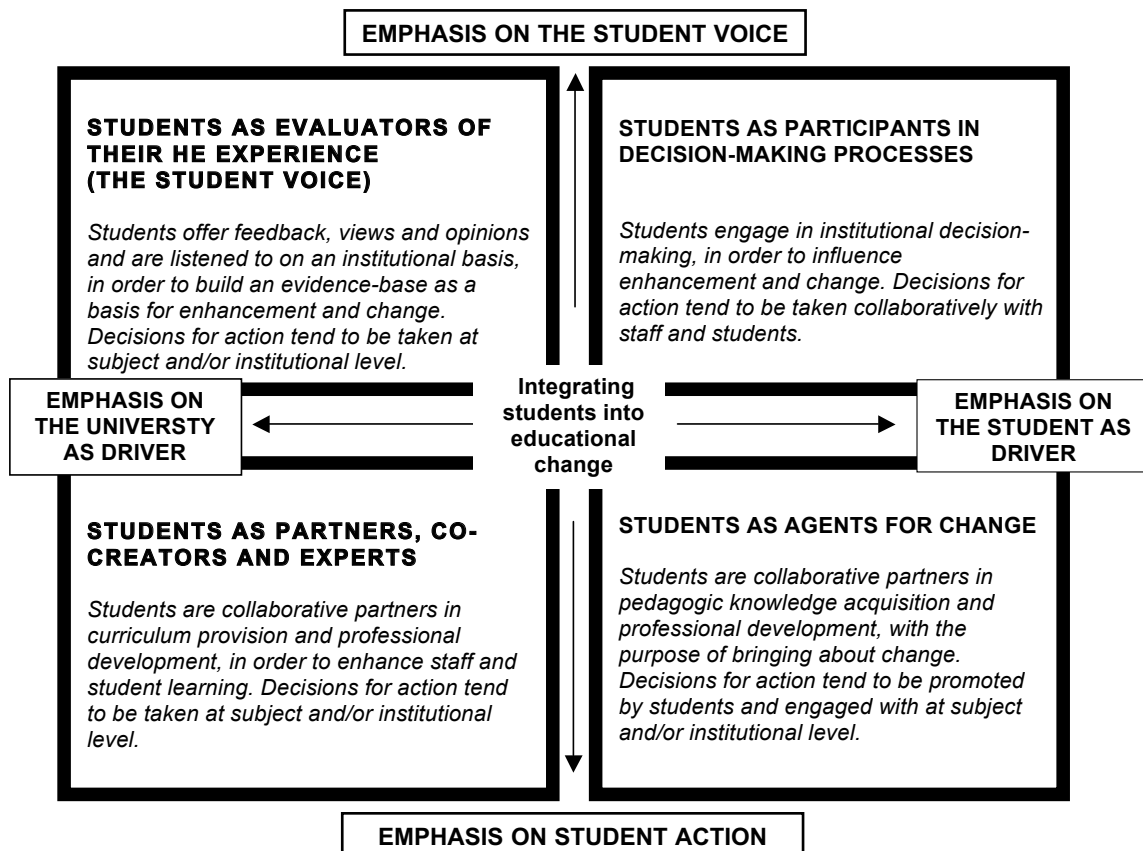 EMPHASIS ON THE STUDENT VOICE
STUDENTS AS EVALUATORS OF
THEIR HE EXPERIENCE
(THE STUDENT VOICE)
Students offer feedback, views and opinions
and are listened to on an institutional basis,
in order to build an evidence-base as a
basis for enhancement and change.
Decisions for action tend to be taken at
subject and/or institutional level.
STUDENTS AS PARTICIPANTS IN
DECISION-MAKING PROCESSES
Students engage in institutional decision-
making, in order to influence
enhancement and change. Decisions for
action tend to be taken collaboratively with
staff and students.
EMPHASIS ON
THE UNIVERSTY
AS DRIVER
Integrating
students into
educational
change
EMPHASIS ON
THE STUDENT AS
DRIVER
STUDENTS AS PARTNERS, CO-
CREATORS AND EXPERTS
Students are collaborative partners in
curriculum provision and professional
development, in order to enhance staff and
student learning. Decisions for action tend
to be taken at subject and/or institutional
level.
STUDENTS AS AGENTS FOR CHANGE
Students are collaborative partners in
pedagogic knowledge acquisition and
professional development, with the
purpose of bringing about change.
Decisions for action tend to be promoted
by students and engaged with at subject
and/or institutional level.
EMPHASIS ON STUDENT ACTION